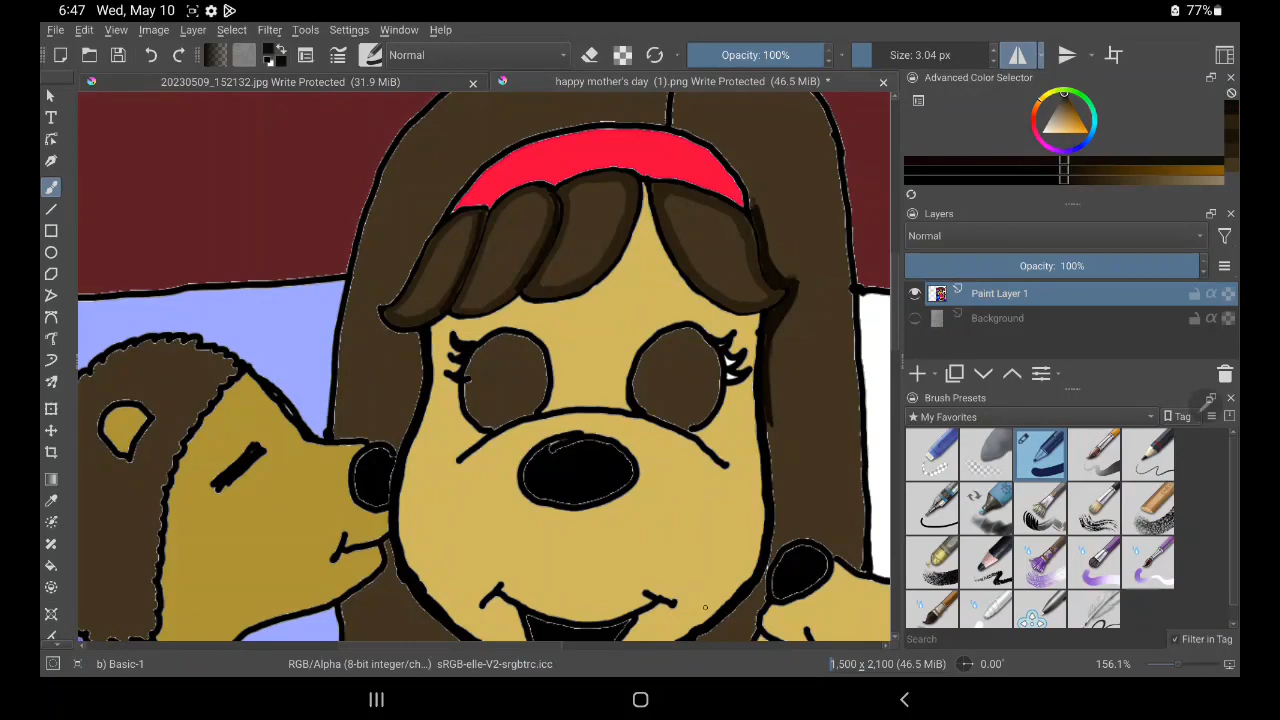 6:47 Wed, May 10
77%
File Edit View Image Layer Select Filter Tools Settings Window Help
Normal
Opacity: 100%
Size: 3.04 px
20230509_152132.jpg Write Protected (31.9 MiB)
happy mother's day (1).png Write Protected (46.5 MiB) *
Advanced Color Selector
Layers
Normal
Opacity: 100%
Paint Layer 1
Background
Brush Presets
My Favorites
Tag
Search
Filter in Tag
b) Basic-1
RGB/Alpha (8-bit integer/ch...) sRGB-elle-V2-srgbtrc.icc
1,500 x 2,100 (46.5 MiB)
0.00°
156.1%